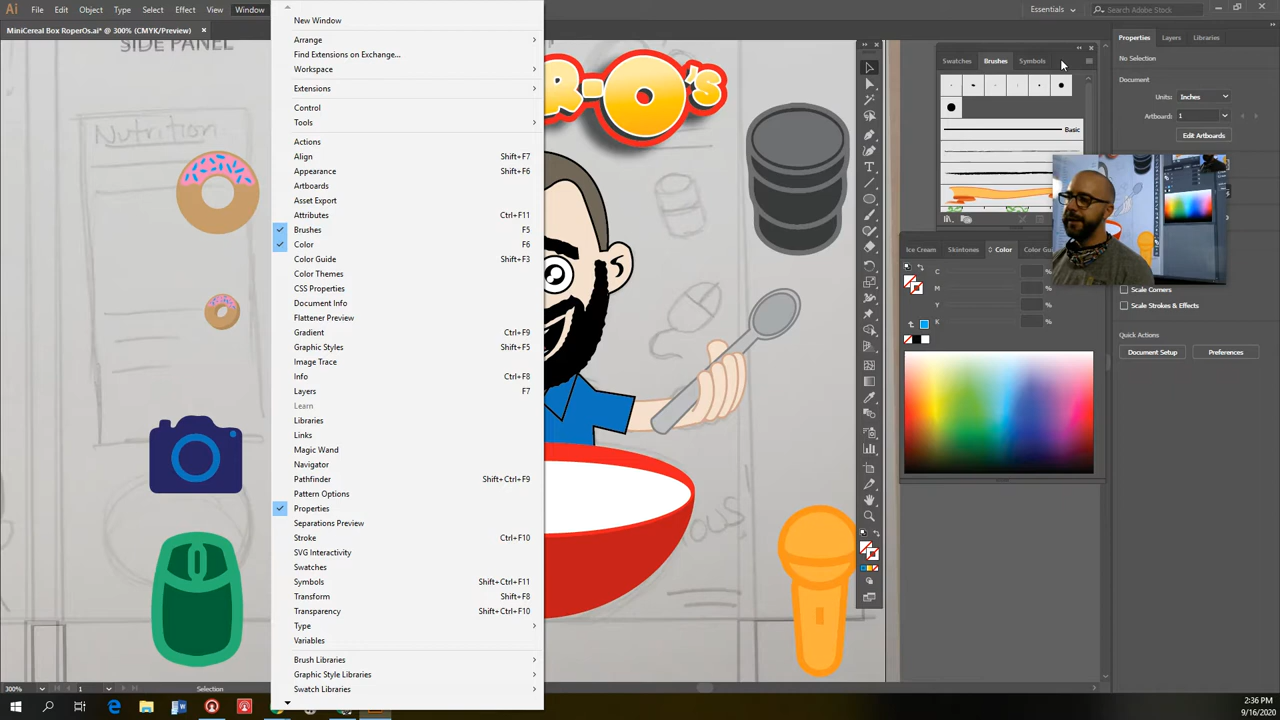 Ai File Edit Object Type Select Effect View Window Essentials Search Adobe Stock
MiniCereal Box RoperOs.ai* @ 300% (CMYK/Preview)
SIDE PANEL
Nutrition
New Window
Arrange
Find Extensions on Exchange...
Workspace
Extensions
Control
Tools
Actions
Align Shift+F7
Appearance Shift+F6
Artboards
Asset Export
Attributes Ctrl+F11
Brushes F5
Color F6
Color Guide Shift+F3
Color Themes
CSS Properties
Document Info
Flattener Preview
Gradient Ctrl+F9
Graphic Styles Shift+F5
Image Trace
Info Ctrl+F8
Layers F7
Learn
Libraries
Links
Magic Wand
Navigator
Pathfinder Shift+Ctrl+F9
Pattern Options
Properties
Separations Preview
Stroke Ctrl+F10
SVG Interactivity
Swatches
Symbols Shift+Ctrl+F11
Transform Shift+F8
Transparency Shift+Ctrl+F10
Type
Variables
Brush Libraries
Graphic Style Libraries
Swatch Libraries
R-O's
Swatches Brushes Symbols
Basic
Ice Cream Skintones Color Color Gu
C %
M %
Y %
K %
Properties Layers Libraries
No Selection
Document
Units: Inches
Artboard: 1
Edit Artboards
Scale Corners
Scale Strokes & Effects
Quick Actions
Document Setup Preferences
300% 1 Selection
2:36 PM
9/16/2020